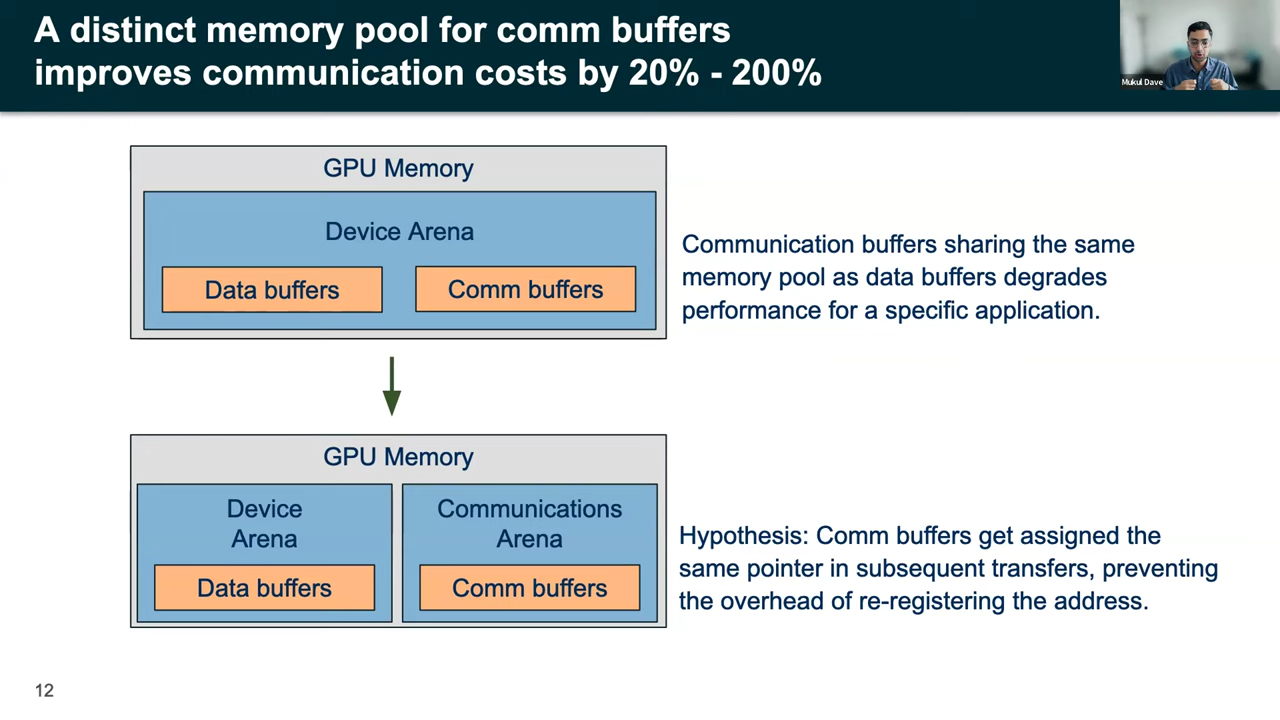 A distinct memory pool for comm buffers
improves communication costs by 20% - 200%
Mukul Dave
GPU Memory
Device Arena
Data buffers
Comm buffers
Communication buffers sharing the same
memory pool as data buffers degrades
performance for a specific application.
GPU Memory
Device
Arena
Data buffers
Communications
Arena
Comm buffers
Hypothesis: Comm buffers get assigned the
same pointer in subsequent transfers, preventing
the overhead of re-registering the address.
12